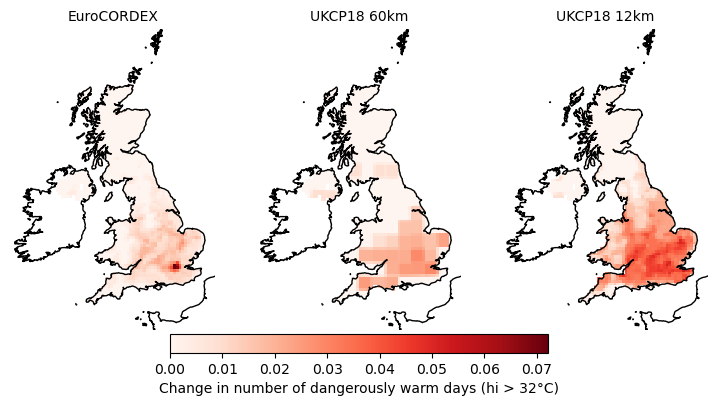 EuroCORDEX
UKCP18 60km
UKCP18 12km
0.00 0.01 0.02 0.03 0.04 0.05 0.06 0.07
Change in number of dangerously warm days (hi > 32°C)